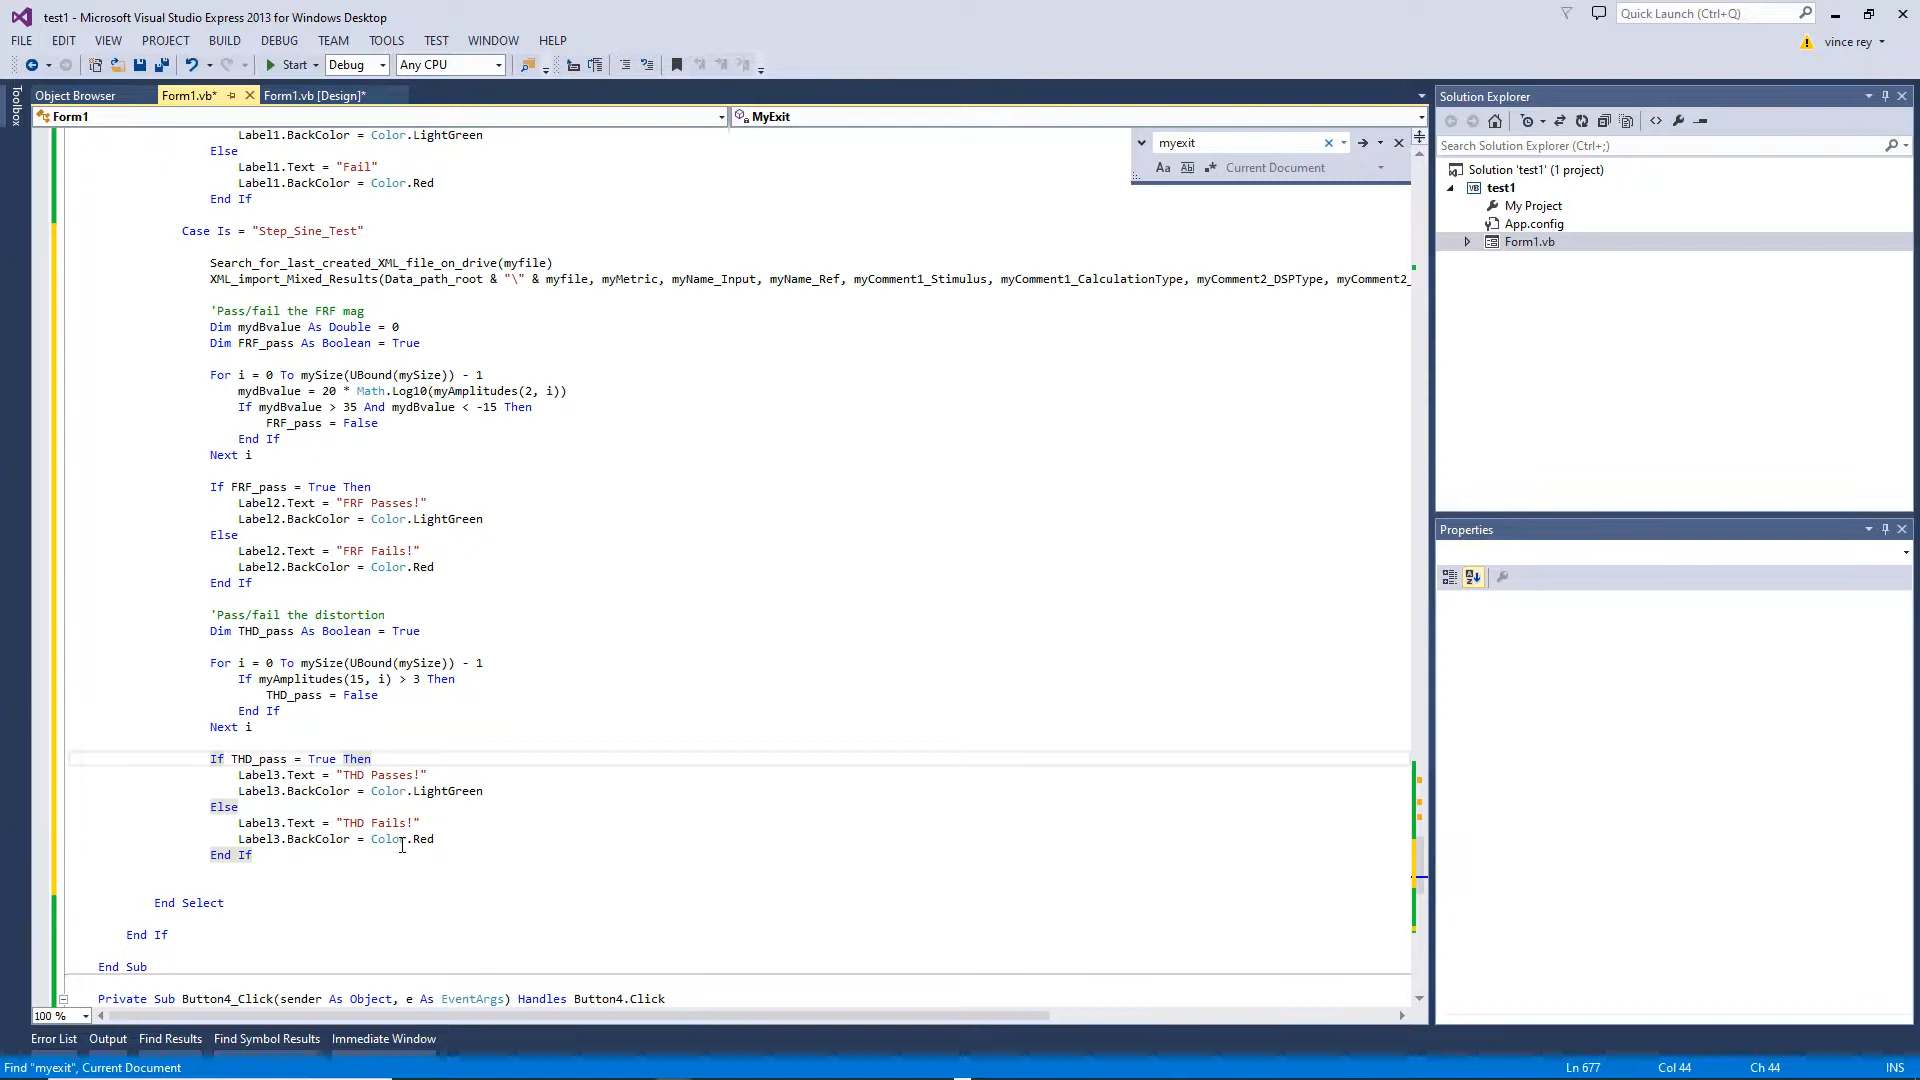 test1 - Microsoft Visual Studio Express 2013 for Windows Desktop
Quick Launch (Ctrl+Q)
FILE EDIT VIEW PROJECT BUILD DEBUG TEAM TOOLS TEST WINDOW HELP
vince rey
Start Debug Any CPU
Toolbox
Object Browser Form1.vb* Form1.vb [Design]*
Form1 MyExit
myexit
Aa Current Document
Label1.BackColor = Color.LightGreen
Else
Label1.Text = "Fail"
Label1.BackColor = Color.Red
End If
Case Is = "Step_Sine_Test"
Search_for_last_created_XML_file_on_drive(myfile)
XML_import_Mixed_Results(Data_path_root & "\" & myfile, myMetric, myName_Input, myName_Ref, myComment1_Stimulus, myComment1_CalculationType, myComment2_DSPType, myComment2_
'Pass/fail the FRF mag
Dim mydBvalue As Double = 0
Dim FRF_pass As Boolean = True
For i = 0 To mySize(UBound(mySize)) - 1
mydBvalue = 20 * Math.Log10(myAmplitudes(2, i))
If mydBvalue > 35 And mydBvalue < -15 Then
FRF_pass = False
End If
Next i
If FRF_pass = True Then
Label2.Text = "FRF Passes!"
Label2.BackColor = Color.LightGreen
Else
Label2.Text = "FRF Fails!"
Label2.BackColor = Color.Red
End If
'Pass/fail the distortion
Dim THD_pass As Boolean = True
For i = 0 To mySize(UBound(mySize)) - 1
If myAmplitudes(15, i) > 3 Then
THD_pass = False
End If
Next i
If THD_pass = True Then
Label3.Text = "THD Passes!"
Label3.BackColor = Color.LightGreen
Else
Label3.Text = "THD Fails!"
Label3.BackColor = Color.Red
End If
End Select
End If
End Sub
Private Sub Button4_Click(sender As Object, e As EventArgs) Handles Button4.Click
100 %
Solution Explorer
Search Solution Explorer (Ctrl+;)
Solution 'test1' (1 project)
VB test1
My Project
App.config
Form1.vb
Properties
Error List Output Find Results Find Symbol Results Immediate Window
Find "myexit", Current Document Ln 677 Col 44 Ch 44 INS